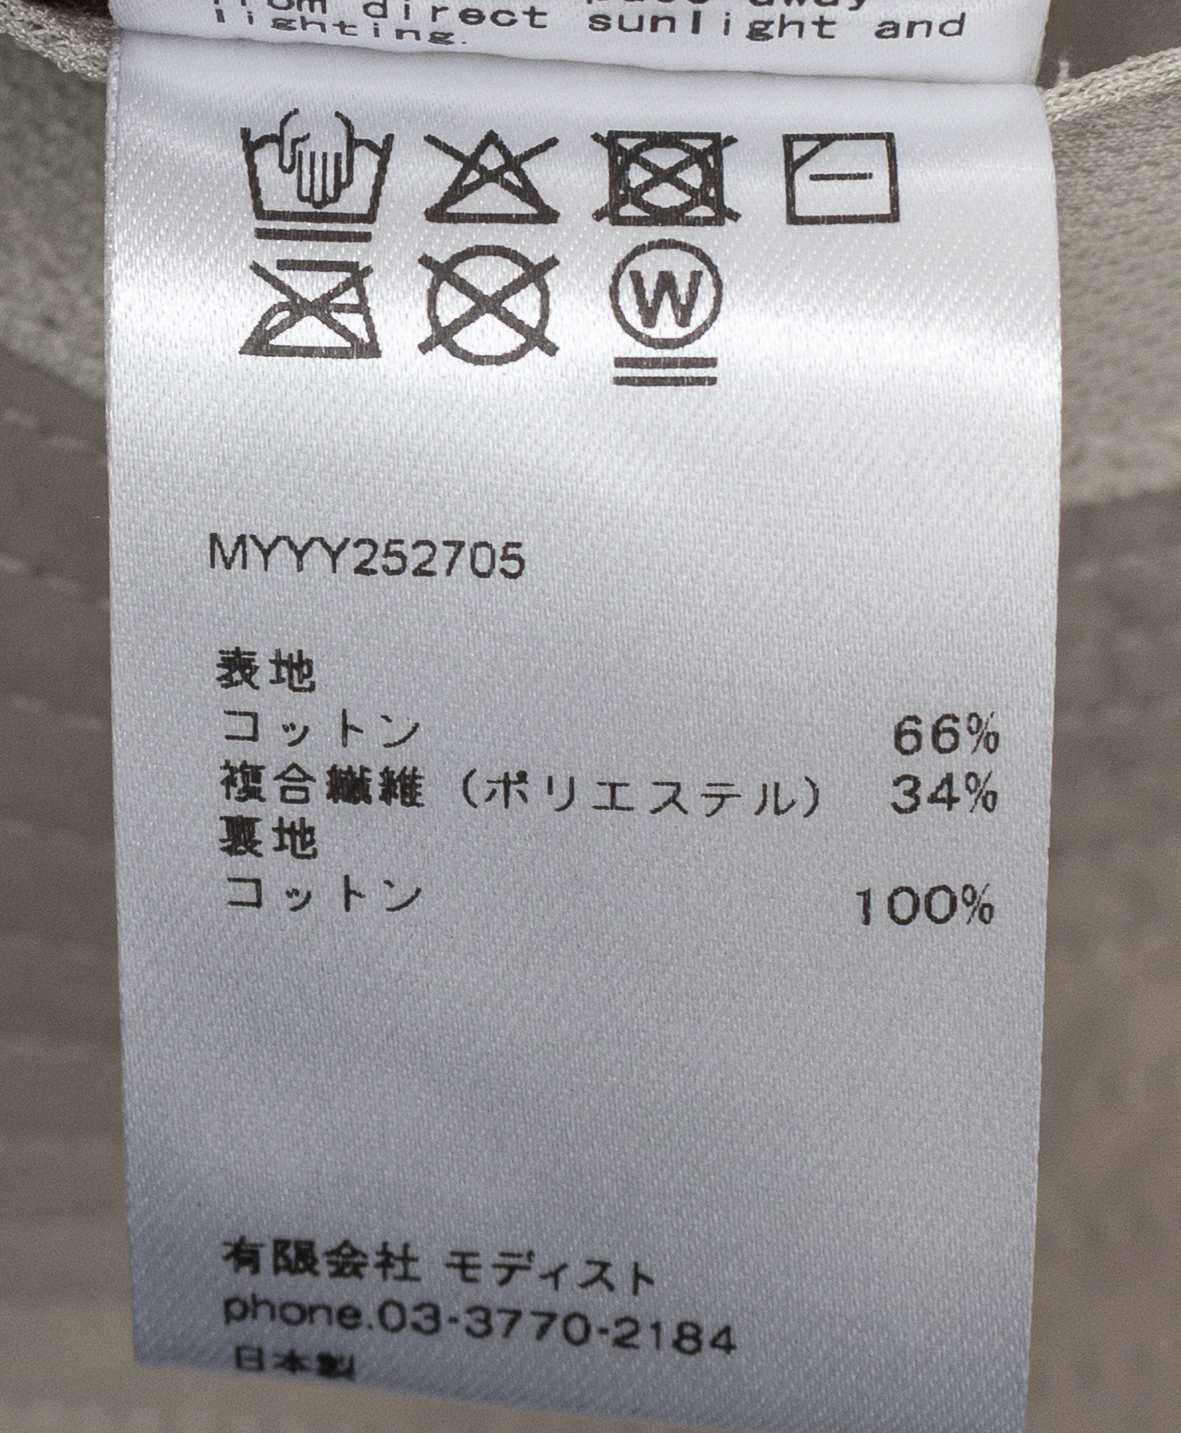 from direct
away
lighting.
sunlight and
W
MYYY252705
表地
コットン 66%
複合繊維（ポリエステル） 34%
裏地
コットン 100%
有限会社 モディスト
phone.03-3770-2184
日本製